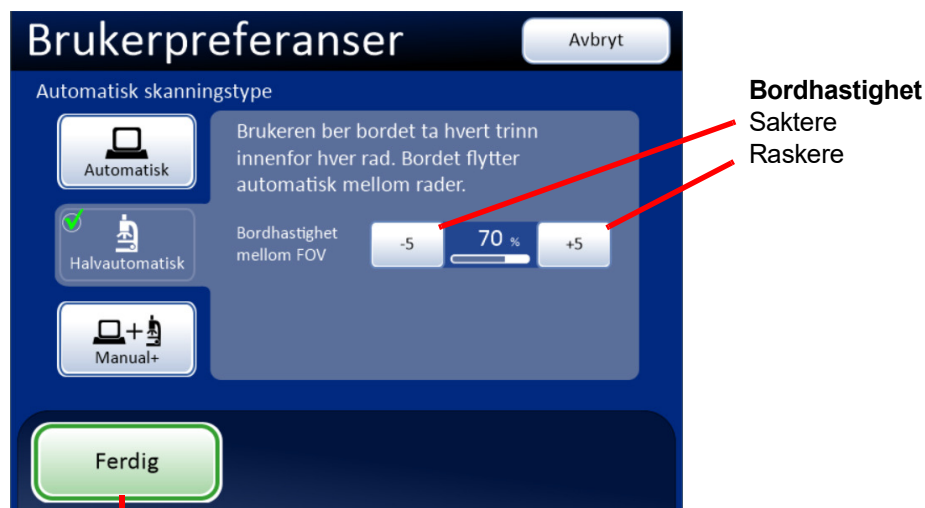 Brukerpreferanser
Avbryt
Automatisk skanningstype
Automatisk
Brukeren ber bordet ta hvert trinn
innenfor hver rad. Bordet flytter
automatisk mellom rader.
Halvautomatisk
Bordhastighet
mellom FOV
-5
70 %
+5
Manual+
Ferdig
Bordhastighet
Saktere
Raskere